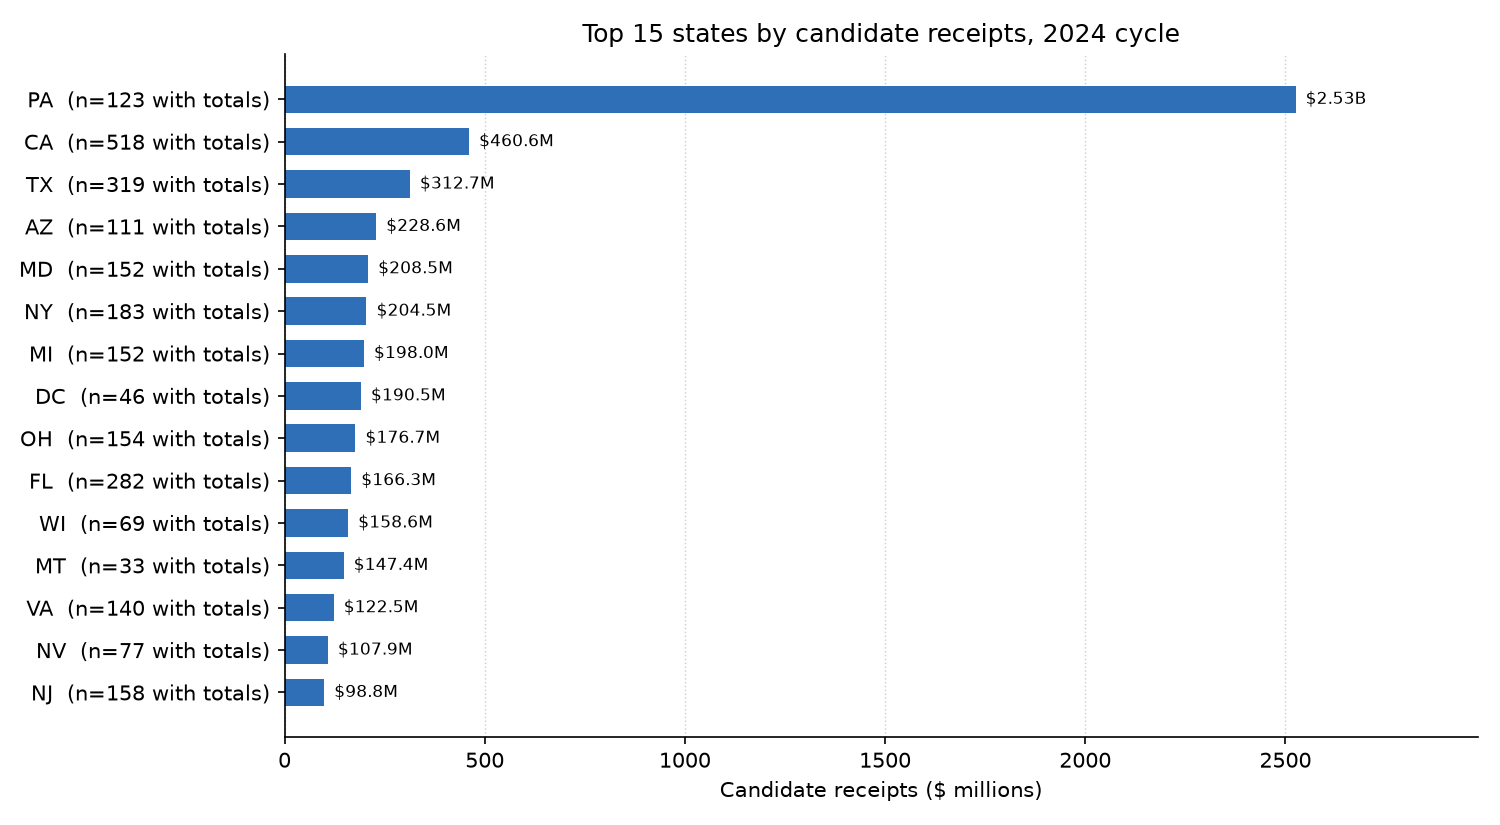 Top 15 states by candidate receipts, 2024 cycle
PA (n=123 with totals) $2.53B
CA (n=518 with totals) $460.6M
TX (n=319 with totals) $312.7M
AZ (n=111 with totals) $228.6M
MD (n=152 with totals) $208.5M
NY (n=183 with totals) $204.5M
MI (n=152 with totals) $198.0M
DC (n=46 with totals) $190.5M
OH (n=154 with totals) $176.7M
FL (n=282 with totals) $166.3M
WI (n=69 with totals) $158.6M
MT (n=33 with totals) $147.4M
VA (n=140 with totals) $122.5M
NV (n=77 with totals) $107.9M
NJ (n=158 with totals) $98.8M
0 500 1000 1500 2000 2500
Candidate receipts ($ millions)